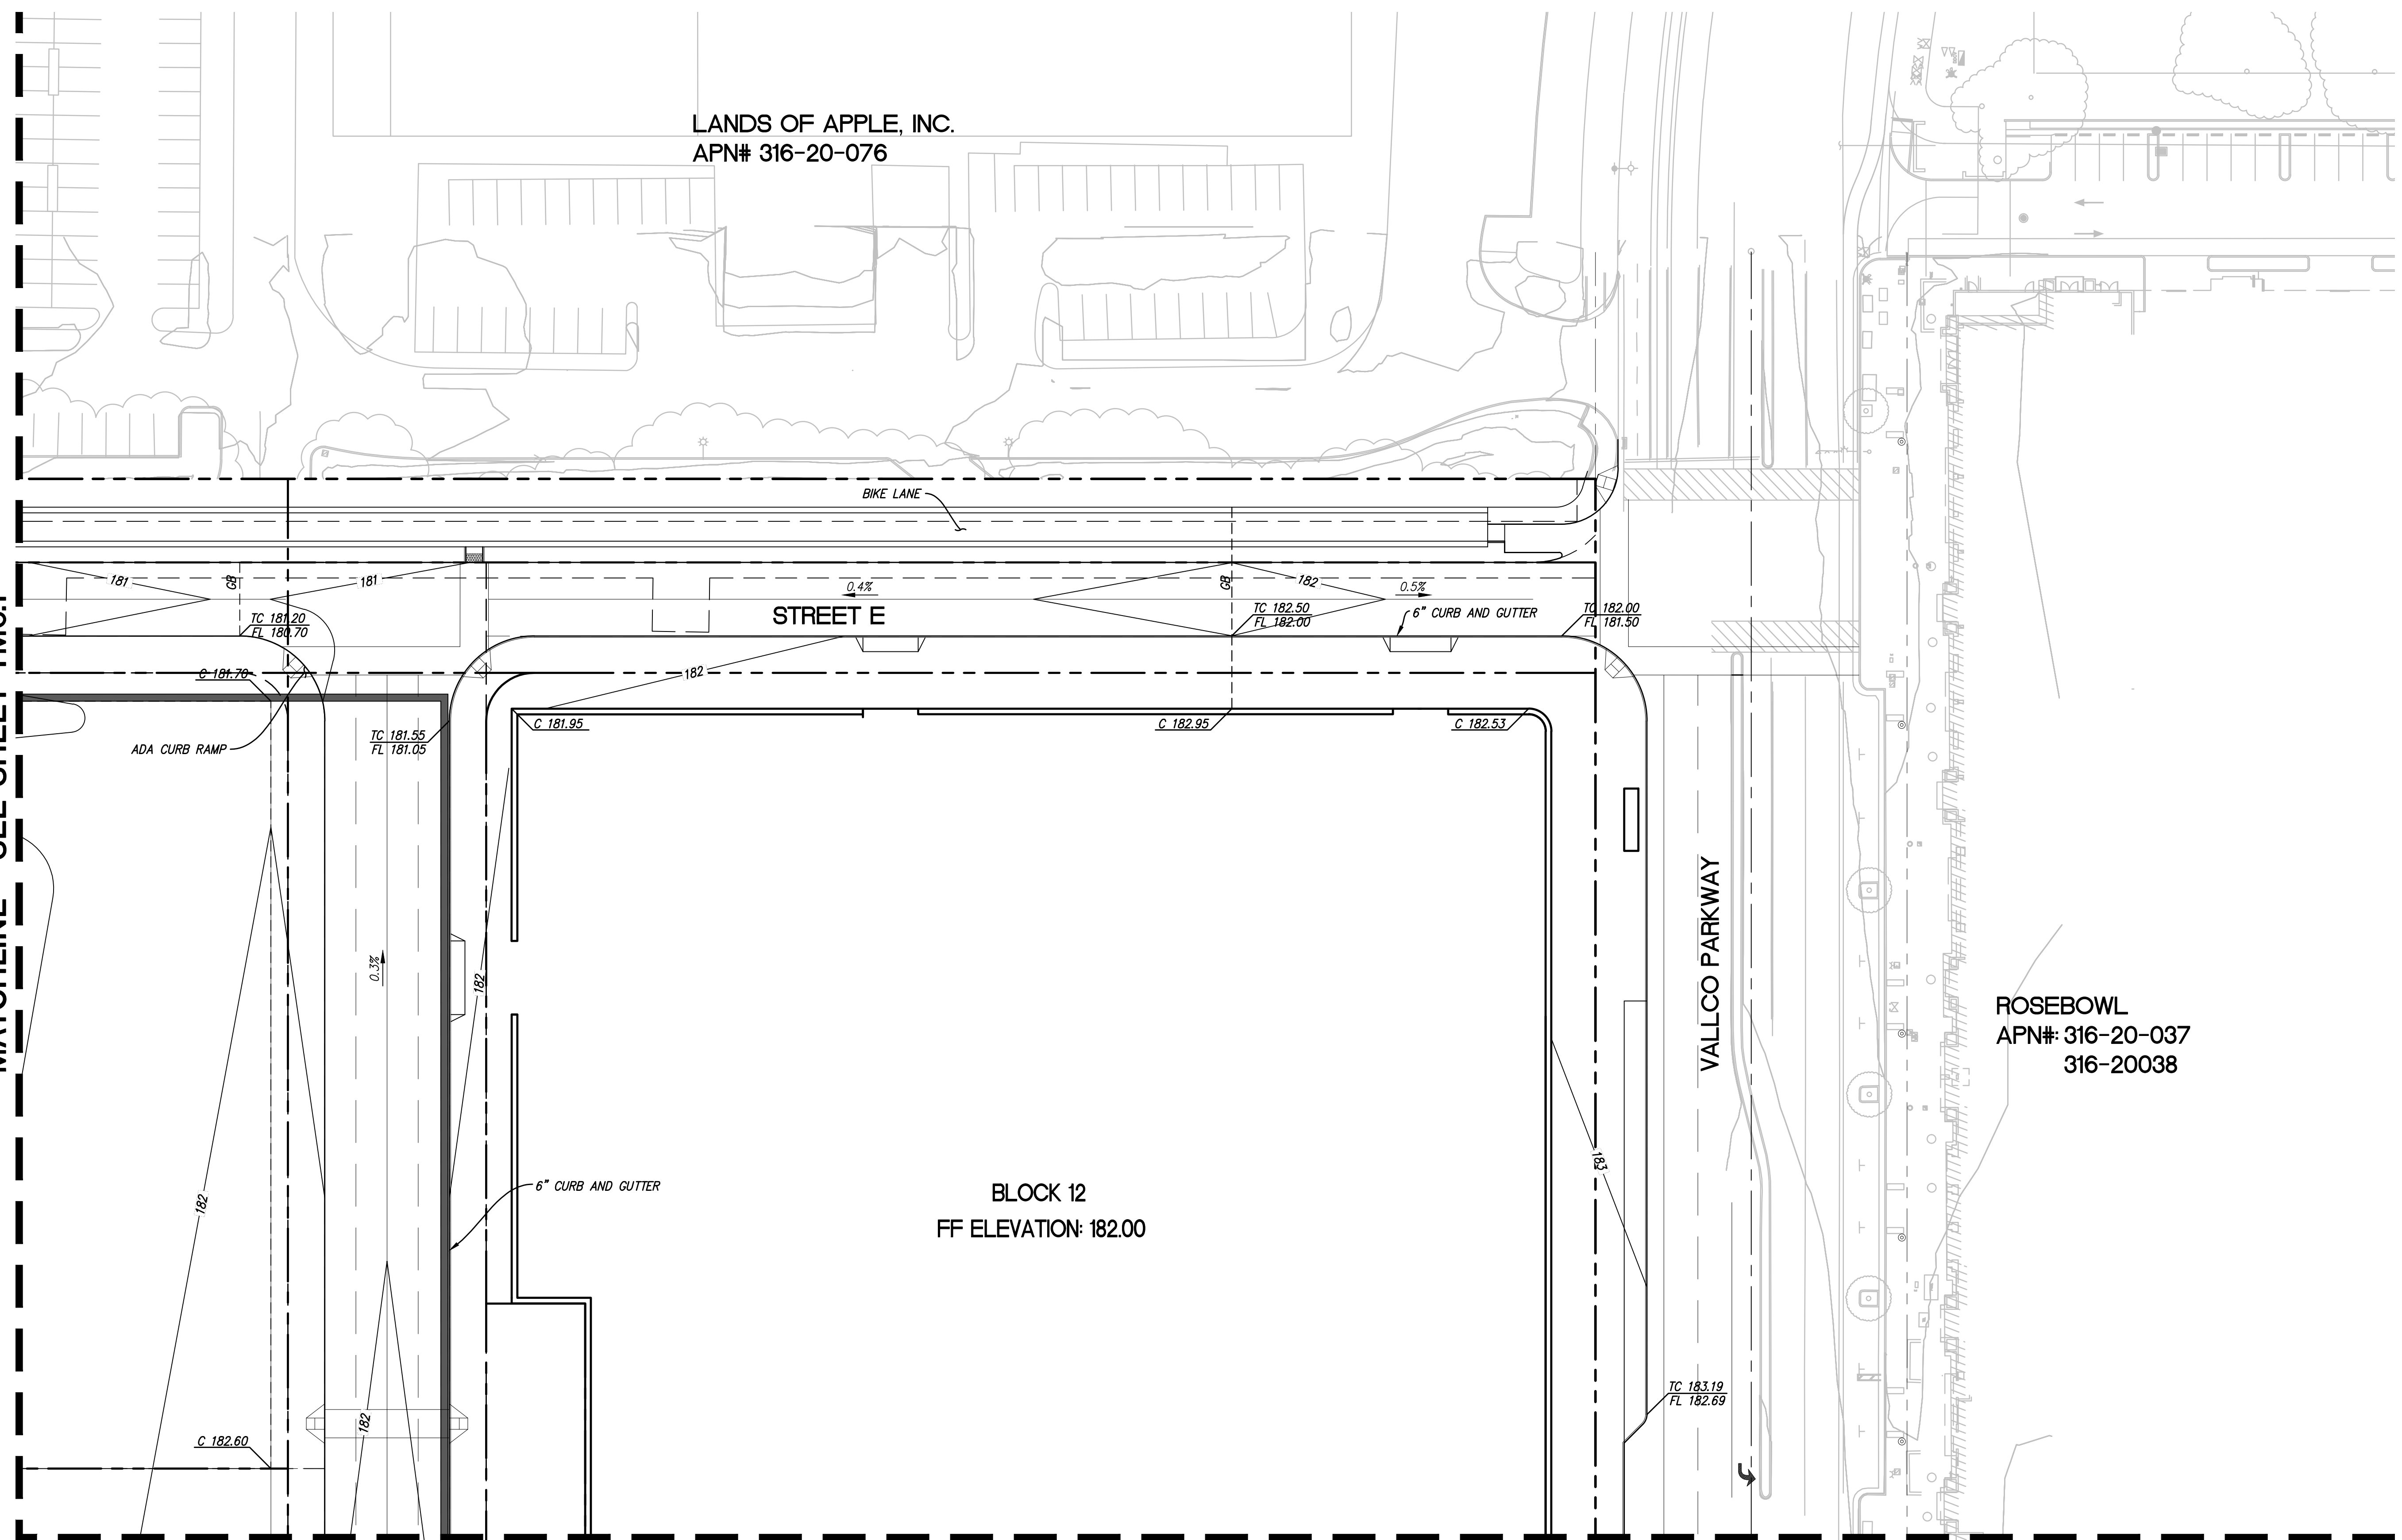 LANDS OF APPLE, INC.
APN# 316-20-076
BIKE LANE
181
GB
181
0.4%
GB
182
0.5%
STREET E
TC 181.20
FL 180.70
TC 182.50
FL 182.00
6" CURB AND GUTTER
TC 182.00
FL 181.50
C 181.70
182
C 181.95
C 182.95
C 182.53
TC 181.55
FL 181.05
ADA CURB RAMP
0.3%
182
VALLCO PARKWAY
ROSEBOWL
APN#: 316-20-037
316-20038
183
182
6" CURB AND GUTTER
BLOCK 12
FF ELEVATION: 182.00
TC 183.19
FL 182.69
182
C 182.60